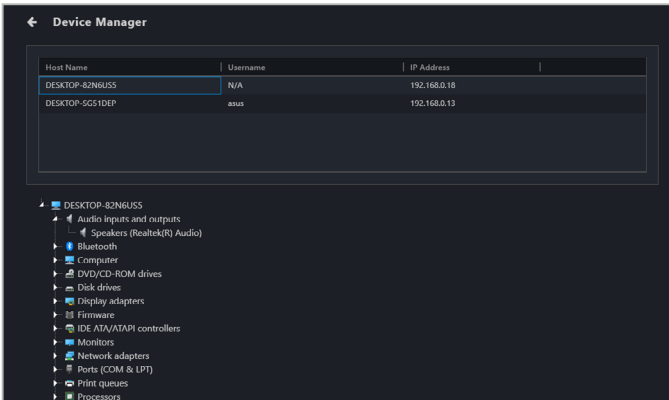 Device Manager
Host Name Username IP Address
DESKTOP-82N6US5 N/A 192.168.0.18
DESKTOP-SG51DEP asus 192.168.0.13
DESKTOP-82N6US5
Audio inputs and outputs
Speakers (Realtek(R) Audio)
Bluetooth
Computer
DVD/CD-ROM drives
Disk drives
Display adapters
Firmware
IDE ATA/ATAPI controllers
Monitors
Network adapters
Ports (COM & LPT)
Print queues
Processors